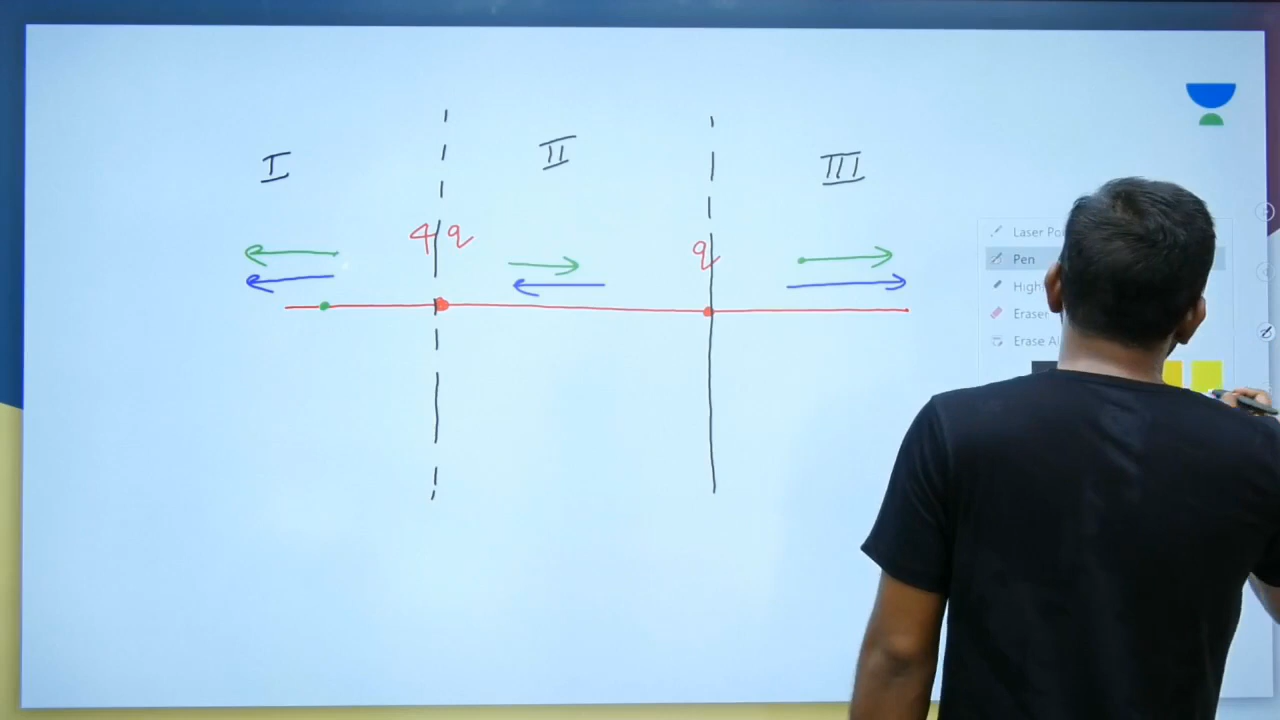 I
II
III
4q
q
Laser Po
Pen
High
Eraser
Erase Al